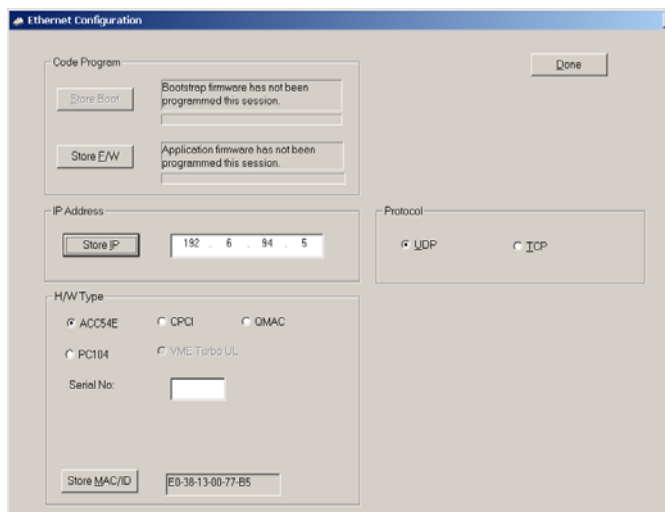 Ethernet Configuration
Done
Code Program
Store Boot
Bootstrap firmware has not been
programmed this session.
Store F/W
Application firmware has not been
programmed this session.
IP Address
Store IP
192 . 6 . 94 . 5
Protocol
UDP
TCP
H/W Type
ACC54E
CPCI
QMAC
PC104
VME Turbo UL
Serial No:
Store MAC/ID
E0-38-13-00-77-B5